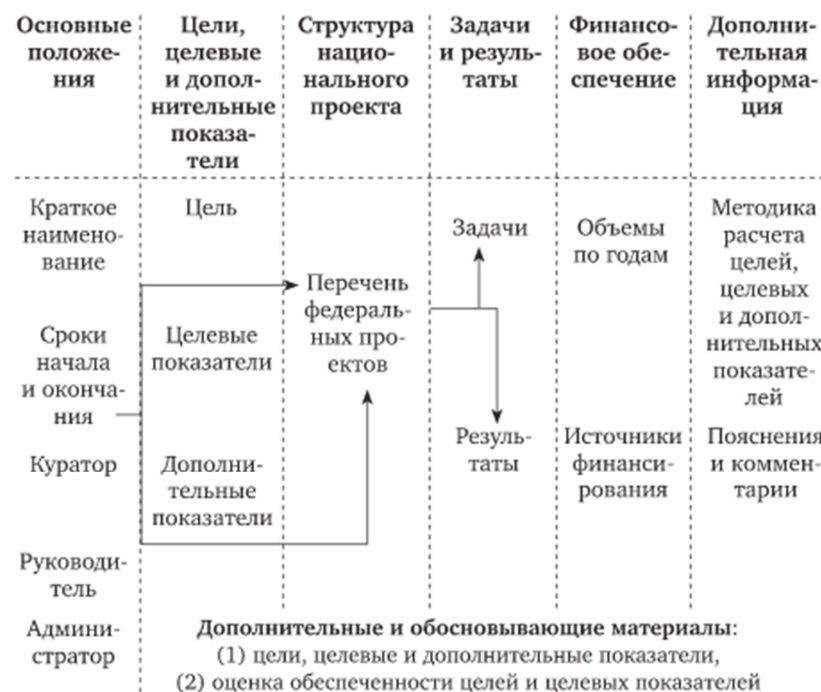 Основные
положе-
ния
Цели,
целевые
и допол-
нительные
показа-
тели
Структура
нацио-
нального
проекта
Задачи
и резуль-
таты
Финансо-
вое обе-
спечение
Дополни-
тельная
информа-
ция
Краткое
наимено-
вание
Сроки
начала
и оконча-
ния
Куратор
Руководи-
тель
Админи-
стратор
Цель
Целевые
показатели
Дополни-
тельные
показатели
Перечень
федераль-
ных про-
ектов
Задачи
Резуль-
таты
Объемы
по годам
Источники
финанси-
рования
Методика
расчета
целей,
целевых
и допол-
нительных
показате-
лей
Пояснения
и коммен-
тарии
Дополнительные и обосновывающие материалы:
(1) цели, целевые и дополнительные показатели,
(2) оценка обеспеченности целей и целевых показателей